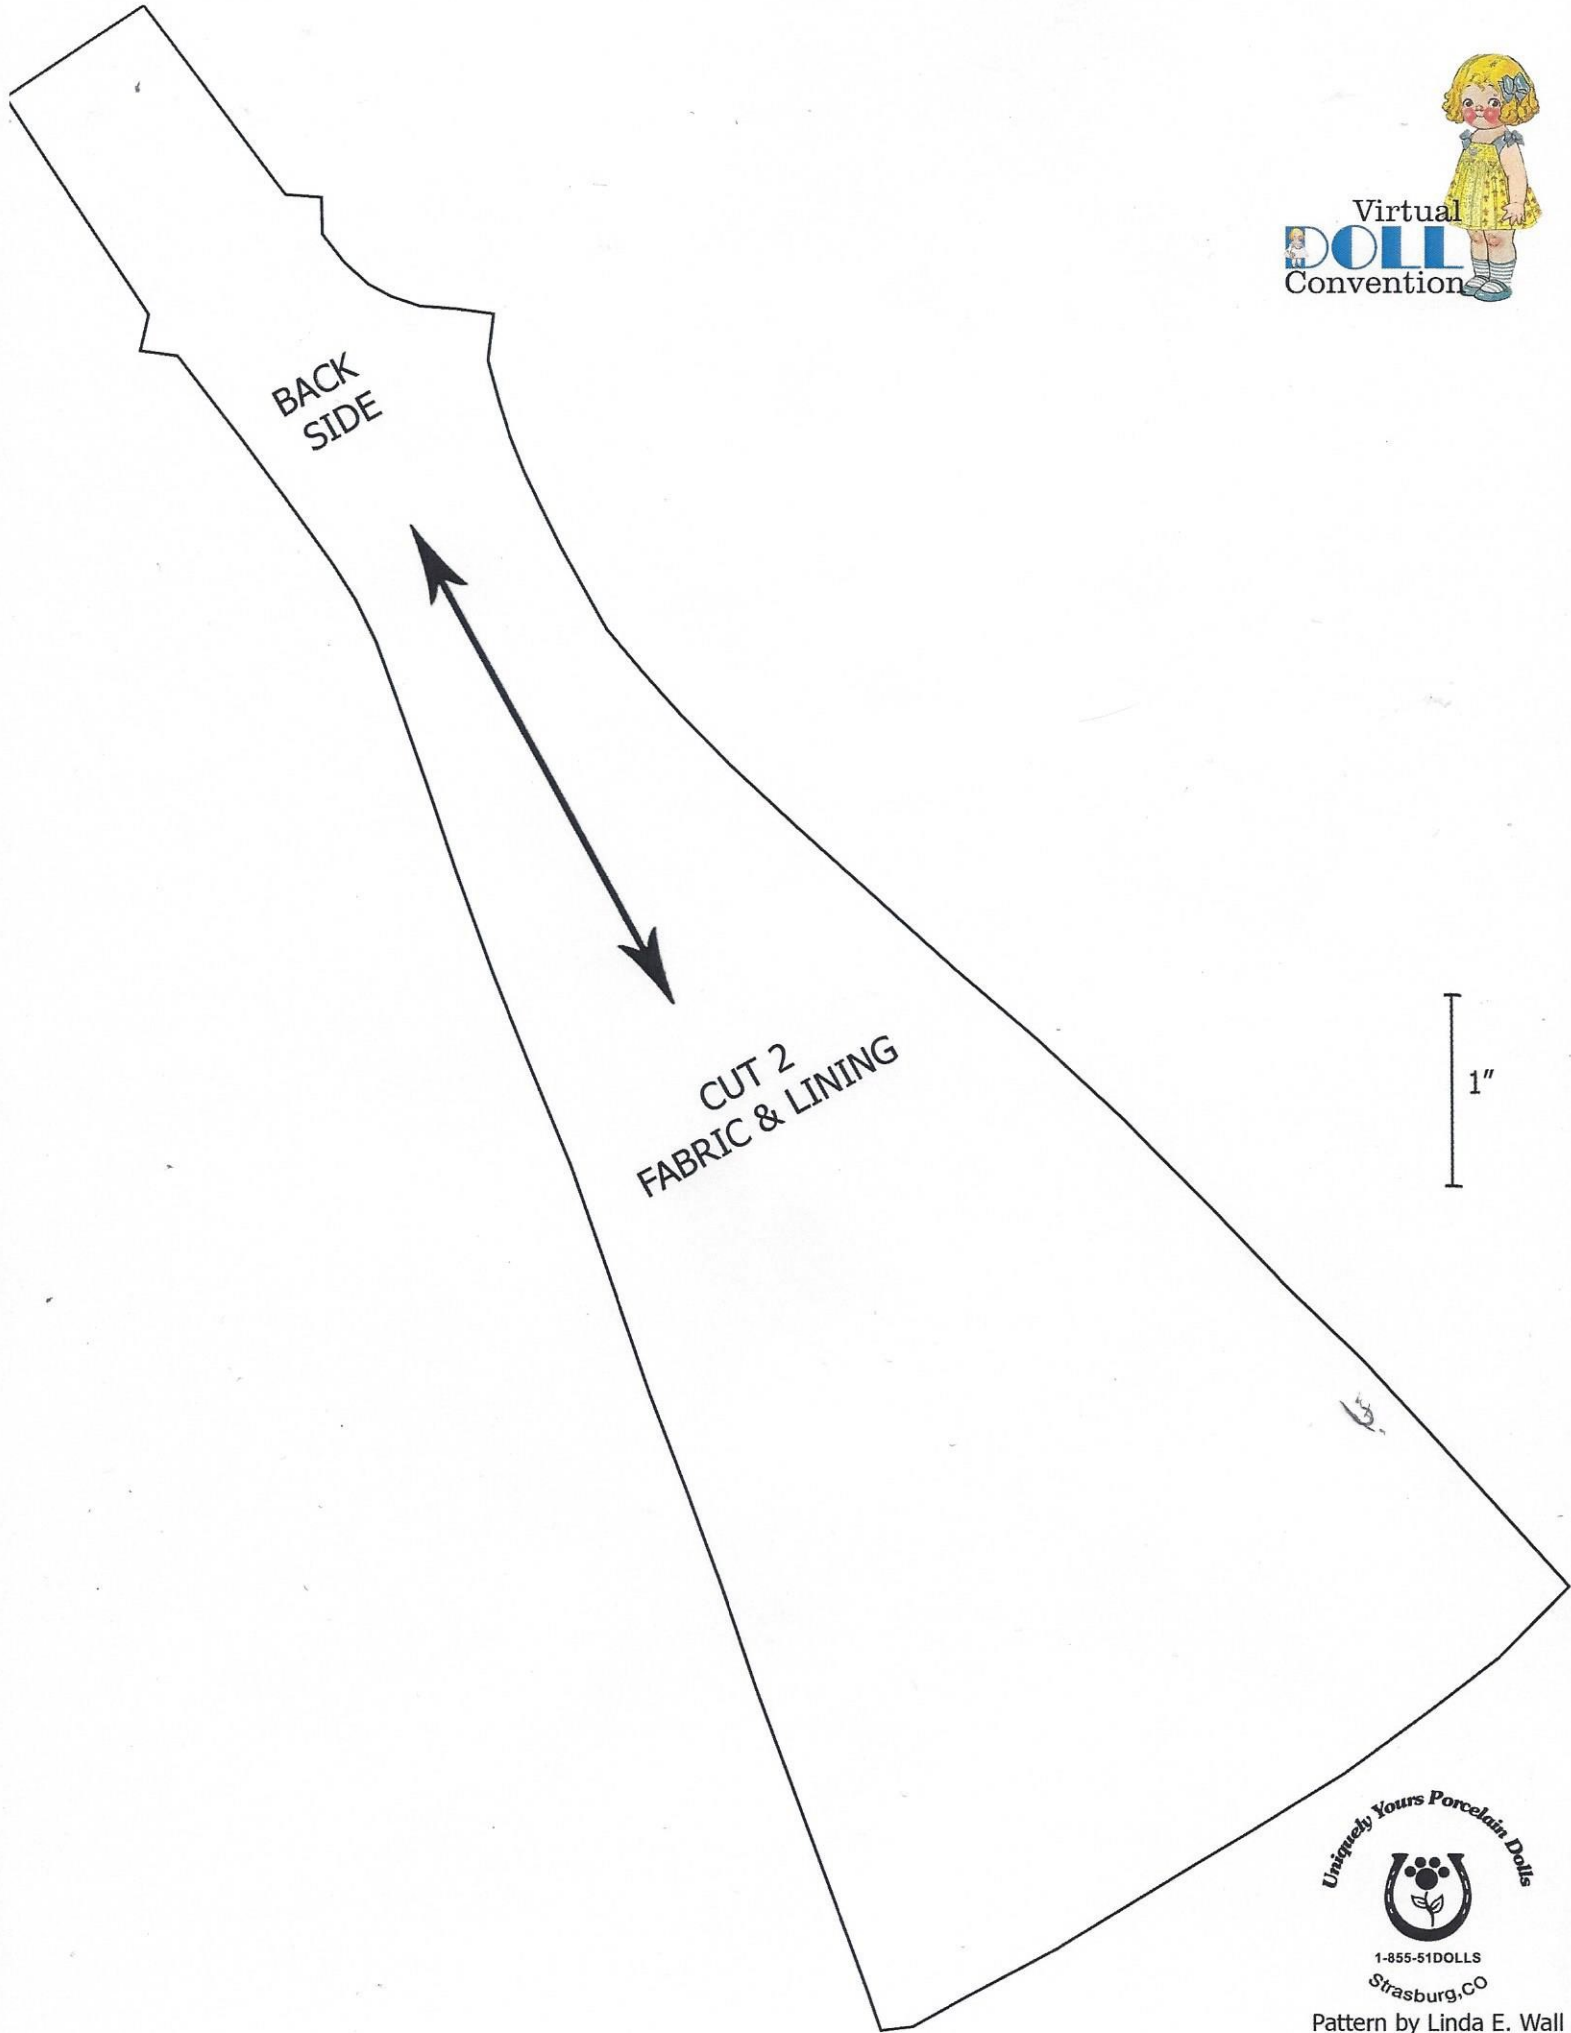 Virtual
DOLL
Convention
BACK
SIDE
CUT 2
FABRIC & LINING
1"
Uniquely Yours Porcelain Dolls
1-855-51DOLLS
Strasburg,CO
Pattern by Linda E. Wall